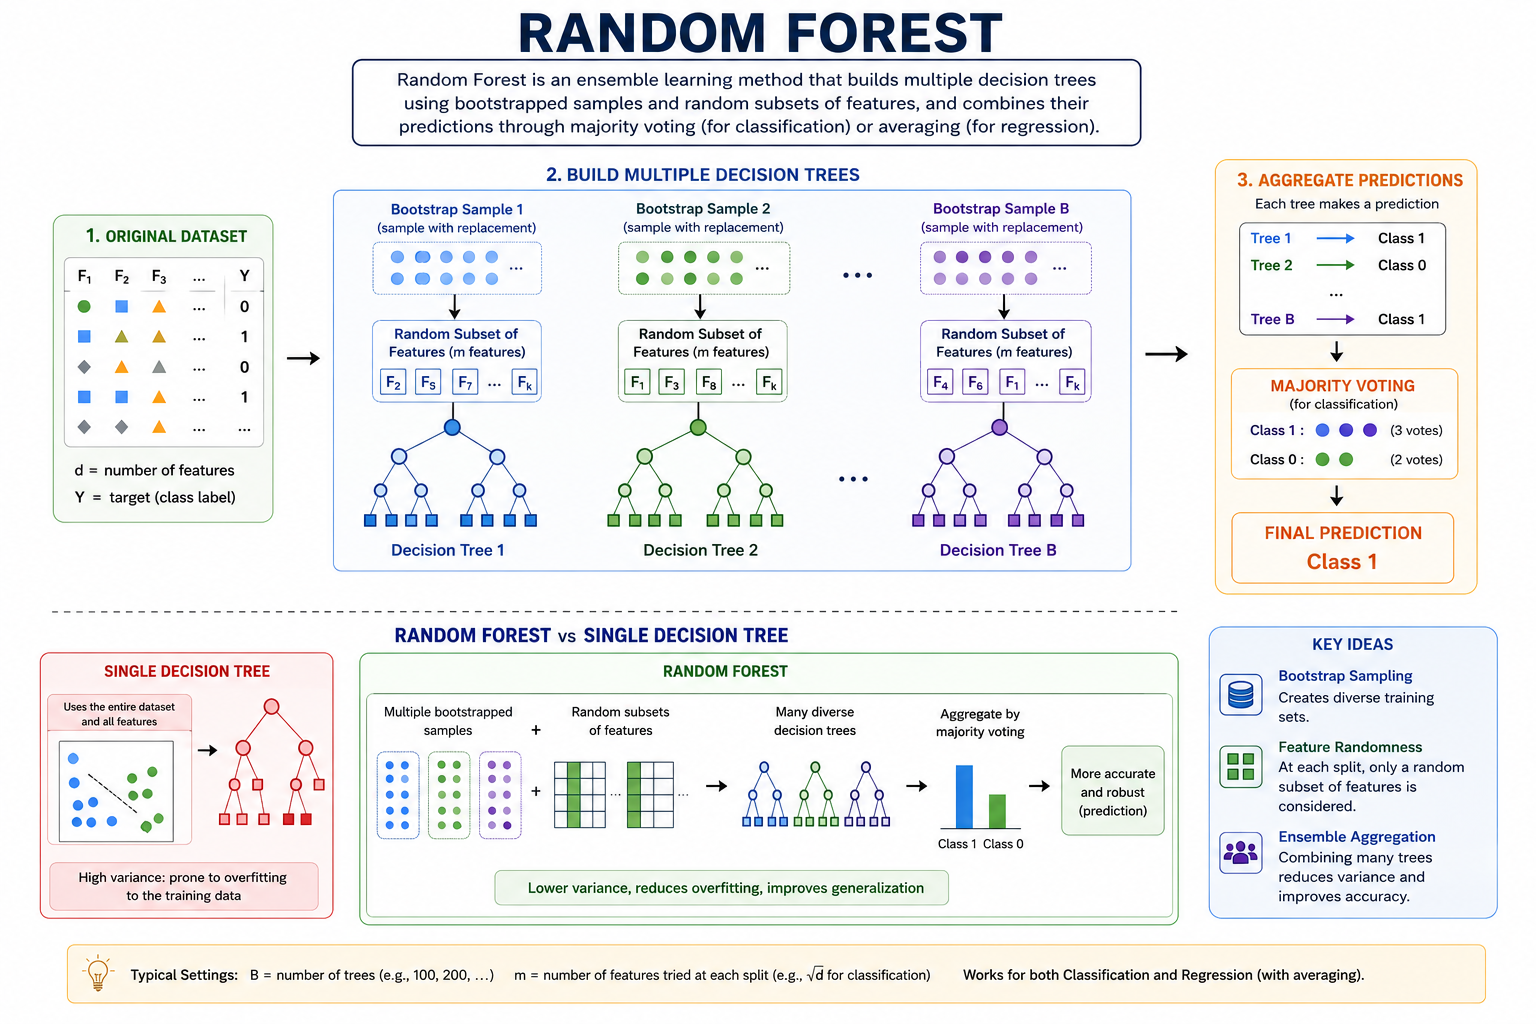 RANDOM FOREST
Random Forest is an ensemble learning method that builds multiple decision trees
using bootstrapped samples and random subsets of features, and combines their
predictions through majority voting (for classification) or averaging (for regression).
1. ORIGINAL DATASET
F₁ F₂ F₃ ... Y
... 0
... 1
... 0
... 1
... ...
d = number of features
Y = target (class label)
2. BUILD MULTIPLE DECISION TREES
Bootstrap Sample 1
(sample with replacement)
...
Random Subset of
Features (m features)
F₂ F₅ F₇ ... Fₖ
Decision Tree 1
Bootstrap Sample 2
(sample with replacement)
...
Random Subset of
Features (m features)
F₁ F₃ F₈ ... Fₖ
Decision Tree 2
...
...
Bootstrap Sample B
(sample with replacement)
...
Random Subset of
Features (m features)
F₄ F₆ F₁ ... Fₖ
Decision Tree B
3. AGGREGATE PREDICTIONS
Each tree makes a prediction
Tree 1 → Class 1
Tree 2 → Class 0
...
Tree B → Class 1
MAJORITY VOTING
(for classification)
Class 1 : (3 votes)
Class 0 : (2 votes)
FINAL PREDICTION
Class 1
RANDOM FOREST vs SINGLE DECISION TREE
SINGLE DECISION TREE
Uses the entire dataset
and all features
High variance: prone to overfitting
to the training data
RANDOM FOREST
Multiple bootstrapped
samples
+
+
Random subsets
of features
... ...
Many diverse
decision trees
Aggregate by
majority voting
Class 1 Class 0
More accurate
and robust
(prediction)
Lower variance, reduces overfitting, improves generalization
KEY IDEAS
Bootstrap Sampling
Creates diverse training
sets.
Feature Randomness
At each split, only a random
subset of features is
considered.
Ensemble Aggregation
Combining many trees
reduces variance and
improves accuracy.
Typical Settings: B = number of trees (e.g., 100, 200, ...) m = number of features tried at each split (e.g., √d for classification) Works for both Classification and Regression (with averaging).